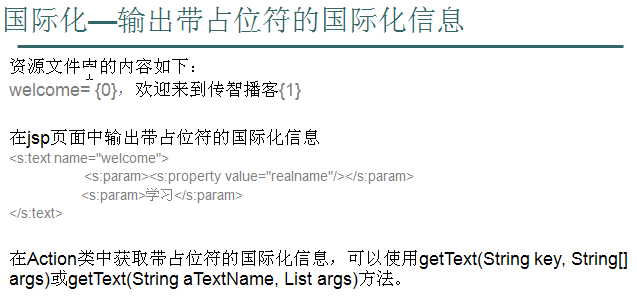 国际化—输出带占位符的国际化信息
资源文件中的内容如下：
welcome= {0}，欢迎来到传智播客{1}
在jsp页面中输出带占位符的国际化信息
<s:text name="welcome">
<s:param><s:property value="realname"/></s:param>
<s:param>学习</s:param>
</s:text>
在Action类中获取带占位符的国际化信息，可以使用getText(String key, String[]
args)或getText(String aTextName, List args)方法。